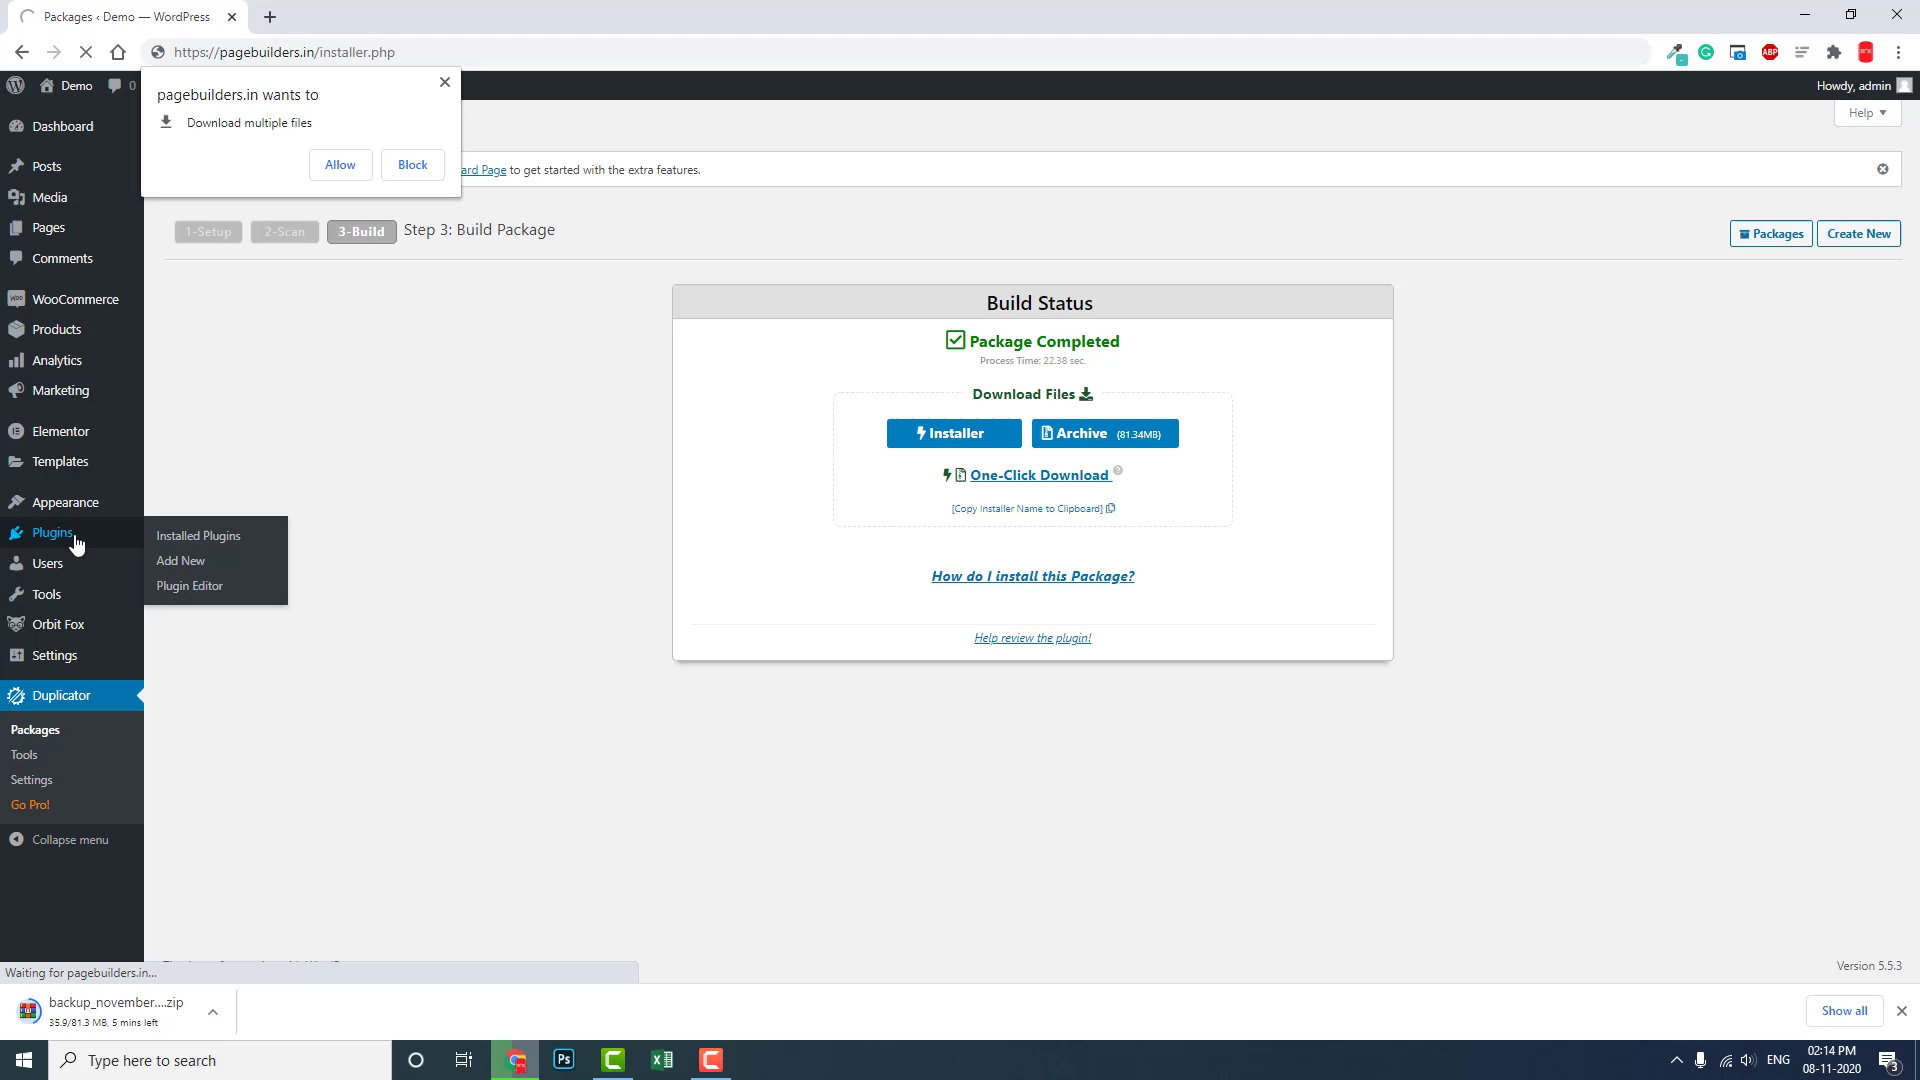 Packages ‹ Demo — WordPress
https://pagebuilders.in/installer.php
ABP
Demo
0
Howdy, admin
pagebuilders.in wants to
Download multiple files
Allow
Block
Help
ard Page to get started with the extra features.
1-Setup
2-Scan
3-Build
Step 3: Build Package
Packages
Create New
Dashboard
Posts
Media
Pages
Comments
WooCommerce
Products
Analytics
Marketing
Elementor
Templates
Appearance
Plugins
Installed Plugins
Add New
Plugin Editor
Users
Tools
Orbit Fox
Settings
Duplicator
Packages
Tools
Settings
Go Pro!
Collapse menu
Build Status
Package Completed
Process Time: 22.38 sec.
Download Files
Installer
Archive (81.34MB)
One-Click Download
[Copy Installer Name to Clipboard]
How do I install this Package?
Help review the plugin!
Version 5.5.3
Waiting for pagebuilders.in...
backup_november....zip
35.9/81.3 MB, 5 mins left
Show all
Type here to search
Ps
ENG
02:14 PM
08-11-2020
3